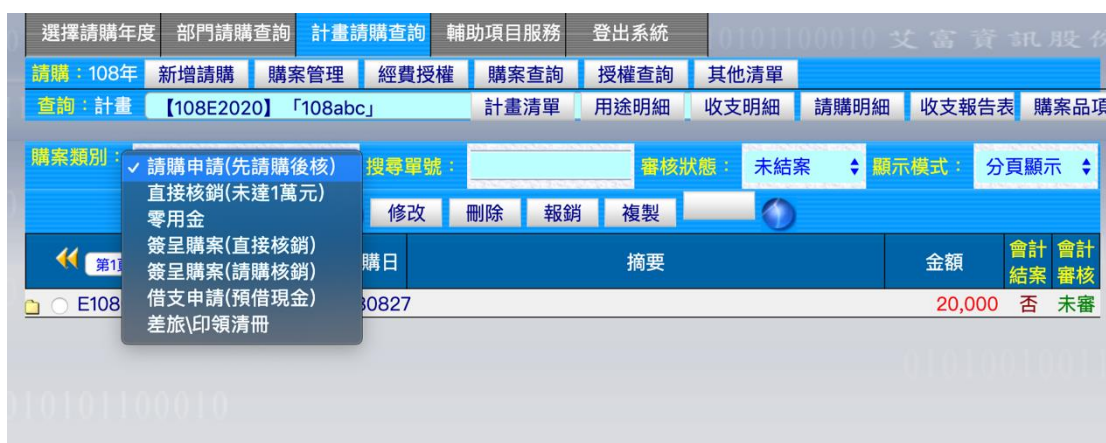 選擇請購年度 部門請購查詢 計畫請購查詢 輔助項目服務 登出系統 0101100010 艾富資訊股份
請購：108年 新增請購 購案管理 經費授權 購案查詢 授權查詢 其他清單
查詢：計畫 【108E2020】「108abc」 計畫清單 用途明細 收支明細 請購明細 收支報告表 購案品項
購案類別： ✓ 請購申請(先請購後核) 搜尋單號： 審核狀態： 未結案 顯示模式： 分頁顯示
直接核銷(未達1萬元)
零用金 修改 刪除 報銷 複製
簽呈購案(直接核銷)
第1 簽呈購案(請購核銷) 購日 摘要 金額 會計結案 會計審核
E108 借支申請(預借現金) 0827 20,000 否 未審
差旅\印領清冊
010101100010